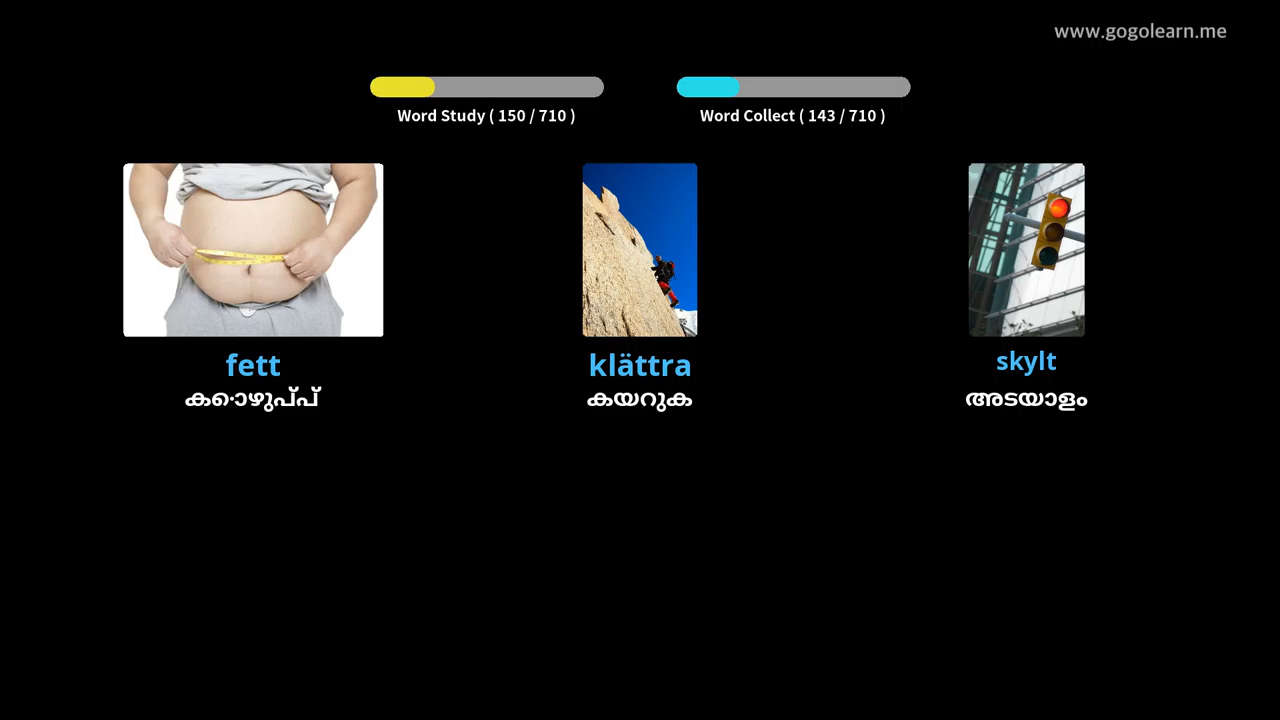 www.gogolearn.me
Word Study ( 150 / 710 )
Word Collect ( 143 / 710 )
fett
klättra
skylt
കൊഴുപ്പ്
കയറുക
അടയാളം